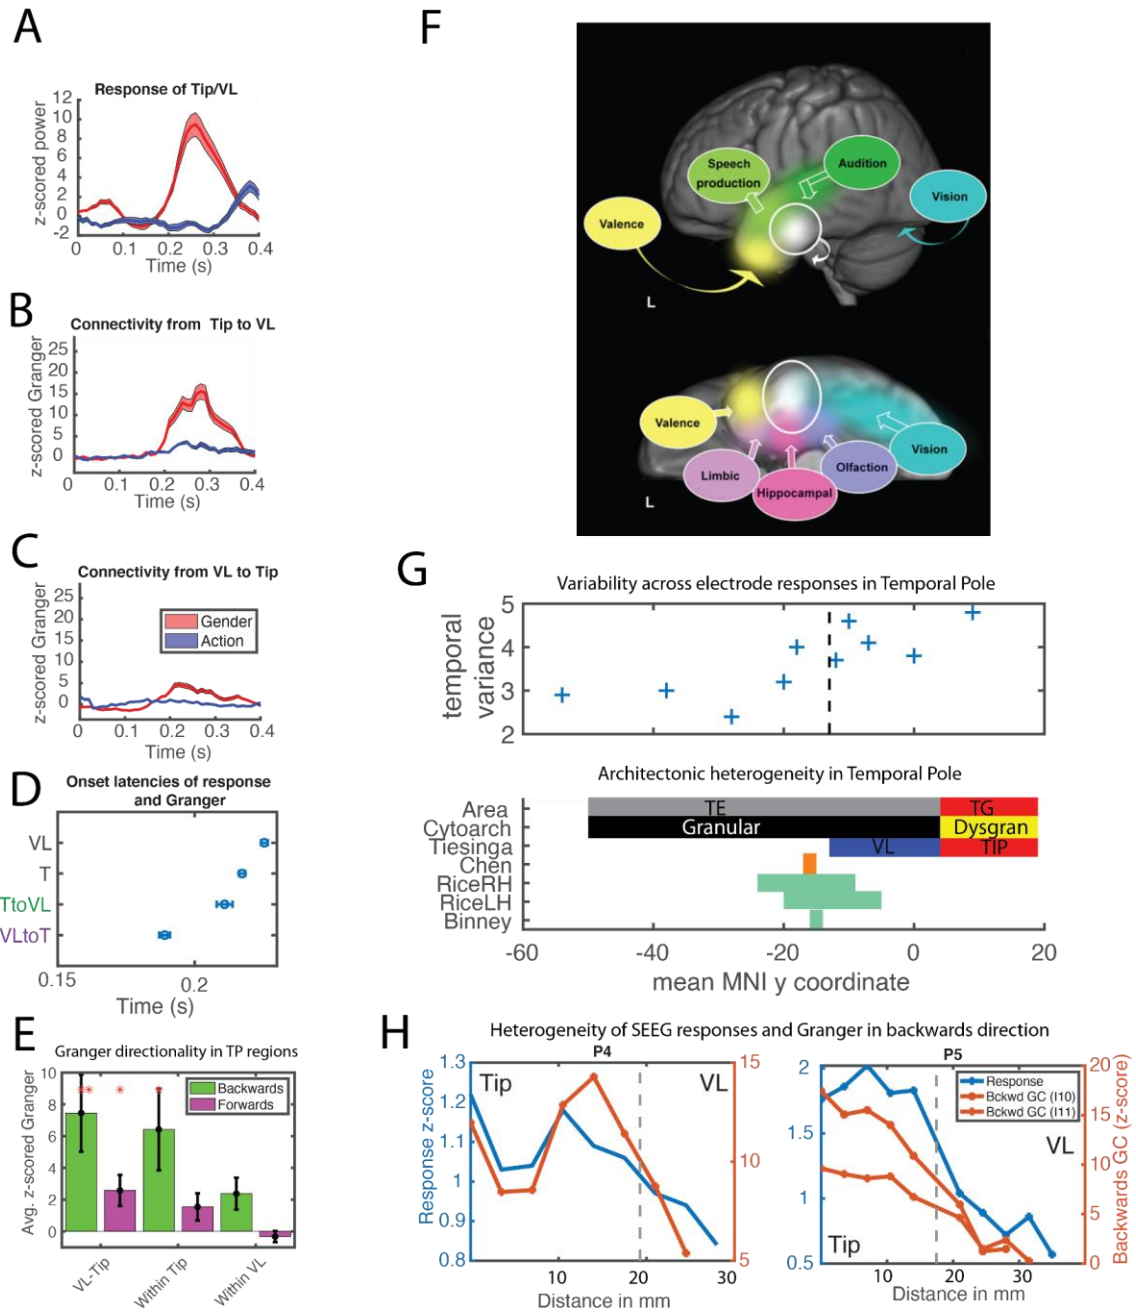 A
Response of Tip/VL
z-scored power
12
10
8
6
4
2
0
-2
0
0.1
0.2
0.3
0.4
Time (s)
B
Connectivity from Tip to VL
z-scored Granger
25
20
15
10
5
0
0
0.1
0.2
0.3
0.4
Time (s)
C
Connectivity from VL to Tip
z-scored Granger
25
20
15
10
5
0
Gender
Action
0
0.1
0.2
0.3
0.4
Time (s)
D
Onset latencies of response
and Granger
VL
T
TtoVL
VLtoT
0.15
0.2
Time (s)
E
Granger directionality in TP regions
Avg. z-scored Granger
10
8
6
4
2
0
**
*
*
Backwards
Forwards
VL-Tip
Within Tip
Within VL
F
Speech
production
Audition
Vision
Valence
L
Valence
Limbic
Hippocampal
Olfaction
Vision
L
G
Variability across electrode responses in Temporal Pole
temporal
variance
5
4
3
2
Architectonic heterogeneity in Temporal Pole
Area
TE
TG
Cytoarch
Granular
Dysgran
Tiesinga
VL
TIP
Chen
RiceRH
RiceLH
Binney
-60
-40
-20
0
20
mean MNI y coordinate
H
Heterogeneity of SEEG responses and Granger in backwards direction
P4
Response z-score
1.3
1.2
1.1
1
0.9
0.8
Tip
VL
15
10
5
10
20
30
Distance in mm
P5
2
1.5
1
0.5
Response
Bckwd GC (I10)
Bckwd GC (I11)
VL
Tip
20
15
10
5
0
Backwards GC (z-score)
10
20
30
Distance in mm